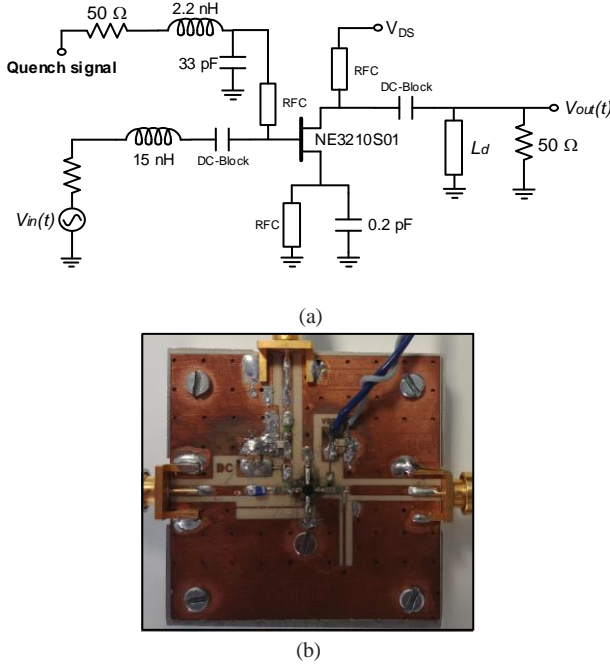 50 Ω
2.2 nH
Quench signal
33 pF
RFC
V_DS
RFC
DC-Block
V_out(t)
NE3210S01
15 nH
DC-Block
V_in(t)
L_d
50 Ω
RFC
0.2 pF
(a)
DC
(b)